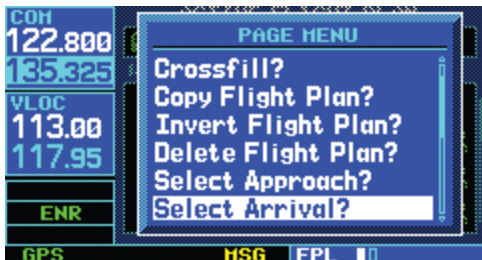 COM
122.800
135.325
VLOC
113.00
117.95
ENR
GPS
PAGE MENU
Crossfill?
Copy Flight Plan?
Invert Flight Plan?
Delete Flight Plan?
Select Approach?
Select Arrival?
MSG
FPL